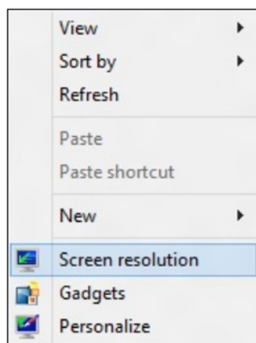 View
Sort by
Refresh
Paste
Paste shortcut
New
Screen resolution
Gadgets
Personalize